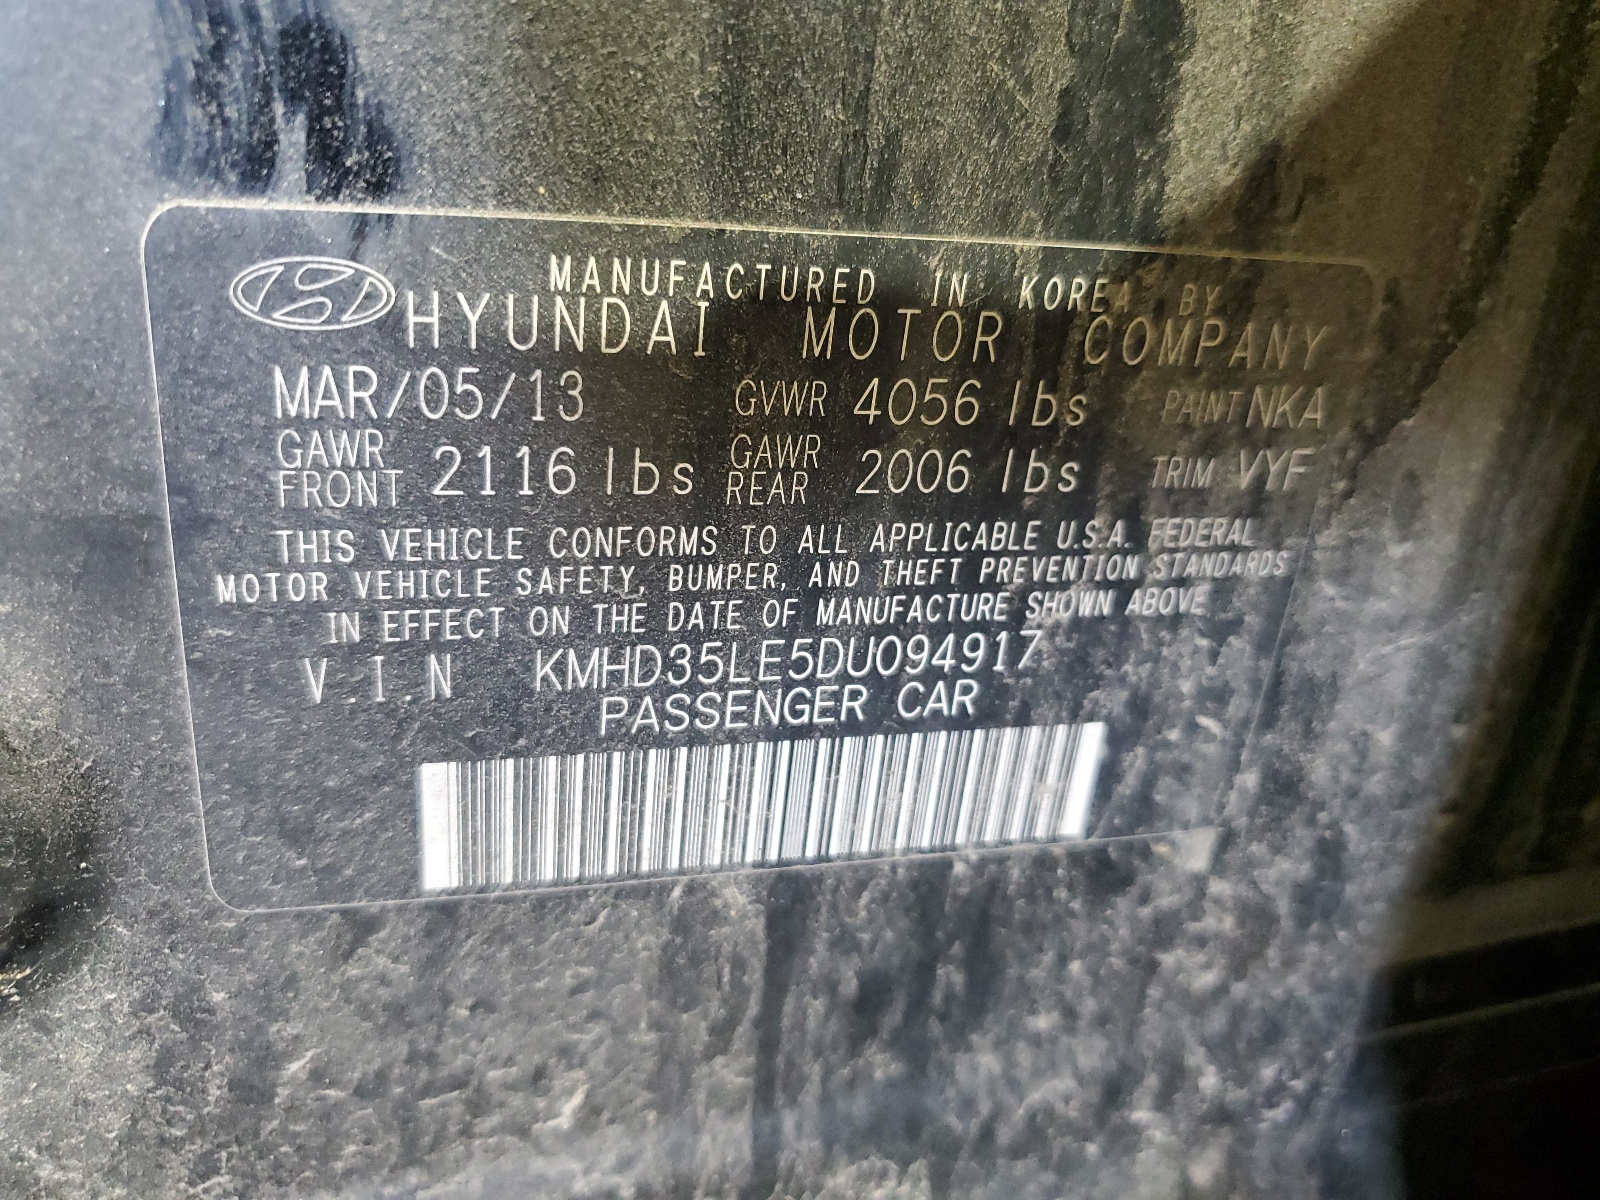 MANUFACTURED IN KOREA BY
HYUNDAI MOTOR COMPANY
MAR/05/13 GVWR 4056 lbs PAINT NKA
GAWR FRONT 2116 lbs GAWR REAR 2006 lbs TRIM VYF
THIS VEHICLE CONFORMS TO ALL APPLICABLE U.S.A. FEDERAL
MOTOR VEHICLE SAFETY, BUMPER, AND THEFT PREVENTION STANDARDS
IN EFFECT ON THE DATE OF MANUFACTURE SHOWN ABOVE
V.I.N KMHD35LE5DU094917
PASSENGER CAR